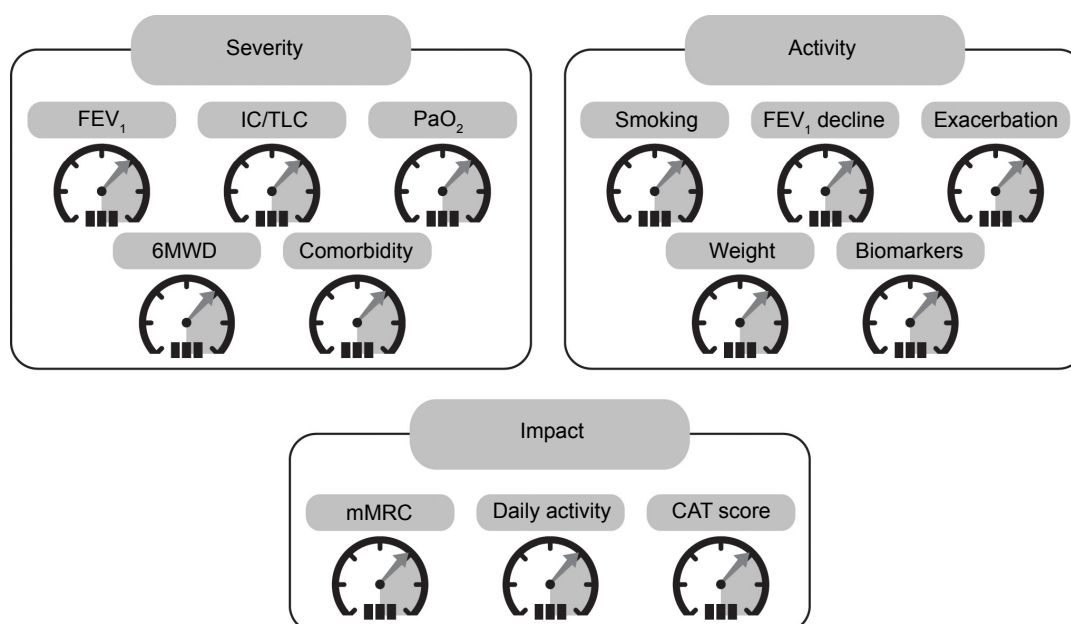 Severity
FEV₁
IC/TLC
PaO₂
6MWD
Comorbidity
Activity
Smoking
FEV₁ decline
Exacerbation
Weight
Biomarkers
Impact
mMRC
Daily activity
CAT score